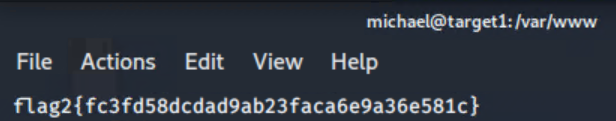 michael@target1:/var/www
File Actions Edit View Help
flag2{fc3fd58dcdad9ab23faca6e9a36e581c}